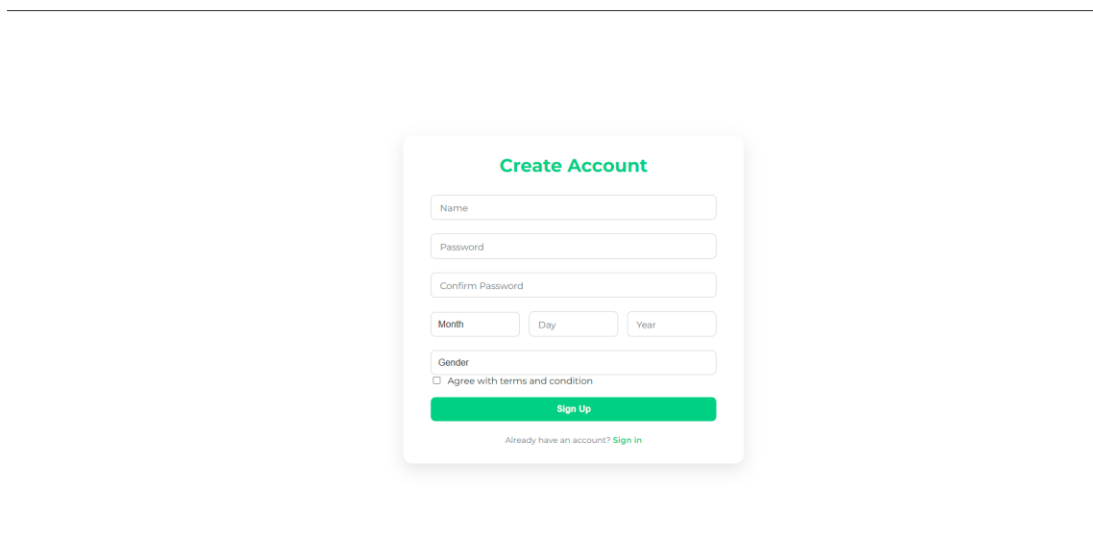 Create Account
Name
Password
Confirm Password
Month Day Year
Gender
Agree with terms and condition
Sign Up
Already have an account? Sign in